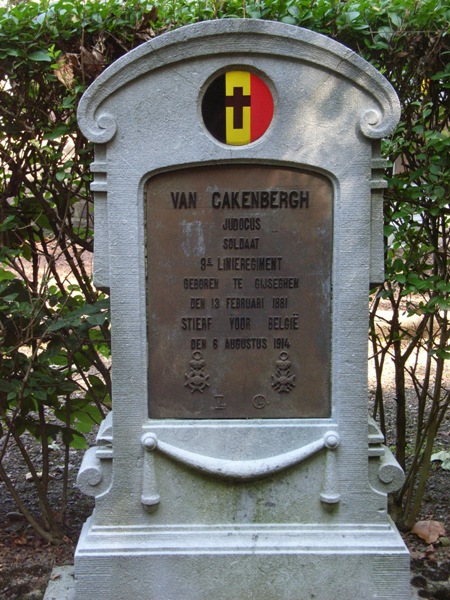 VAN CAKENBERGH
JUDOCUS
SOLDAAT
9E LINIEREGIMENT
GEBOREN TE GIJSEGHEM
DEN 13 FEBRUARI 1881
STIERF VOOR BELGIË
DEN 6 AUGUSTUS 1914